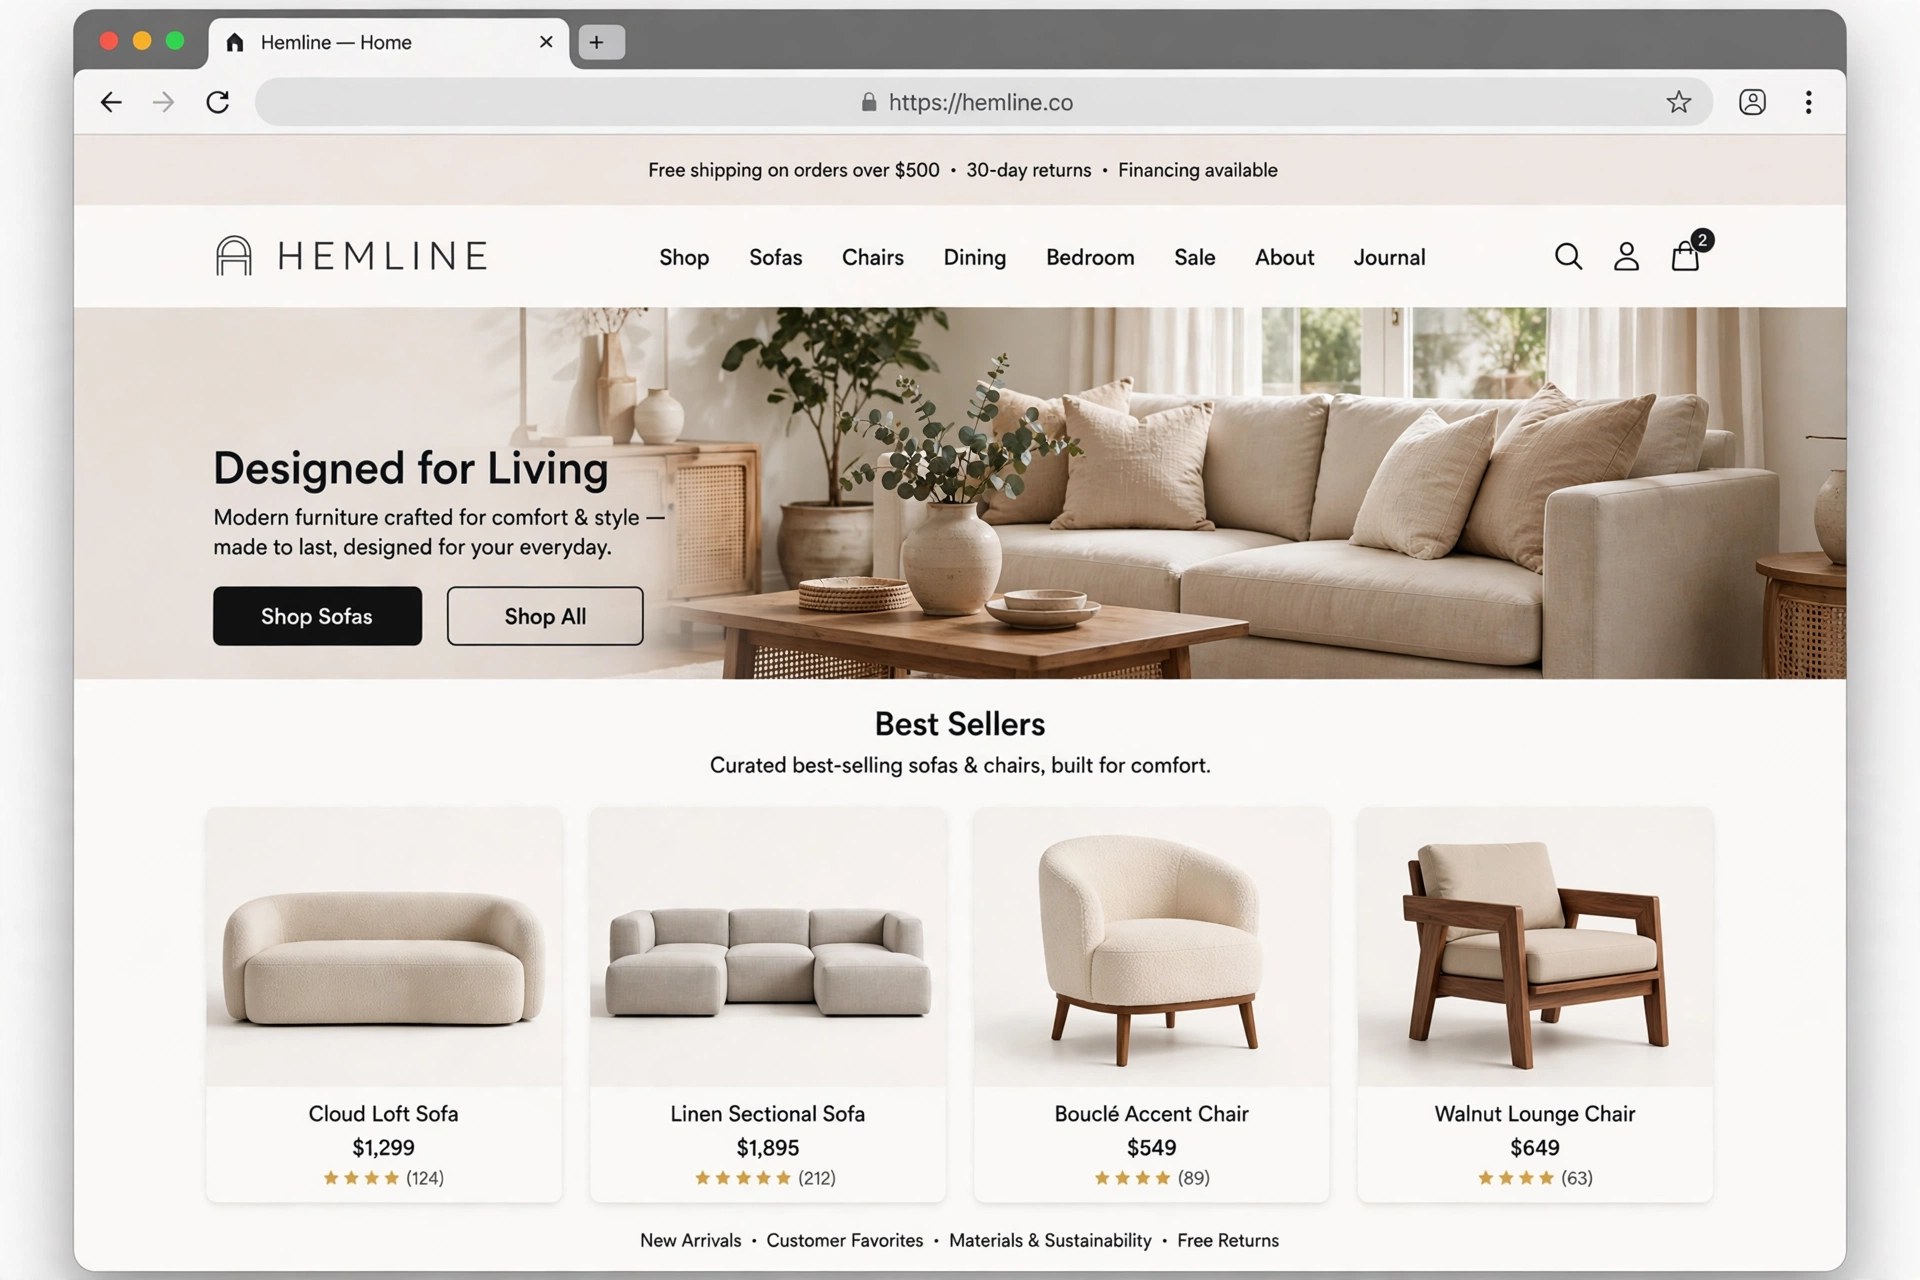 Hemline — Home
https://hemline.co
Free shipping on orders over $500 • 30-day returns • Financing available
HEMLINE
Shop Sofas Chairs Dining Bedroom Sale About Journal
2
Designed for Living
Modern furniture crafted for comfort & style —
made to last, designed for your everyday.
Shop Sofas
Shop All
Best Sellers
Curated best-selling sofas & chairs, built for comfort.
Cloud Loft Sofa
$1,299
(124)
Linen Sectional Sofa
$1,895
(212)
Bouclé Accent Chair
$549
(89)
Walnut Lounge Chair
$649
(63)
New Arrivals • Customer Favorites • Materials & Sustainability • Free Returns